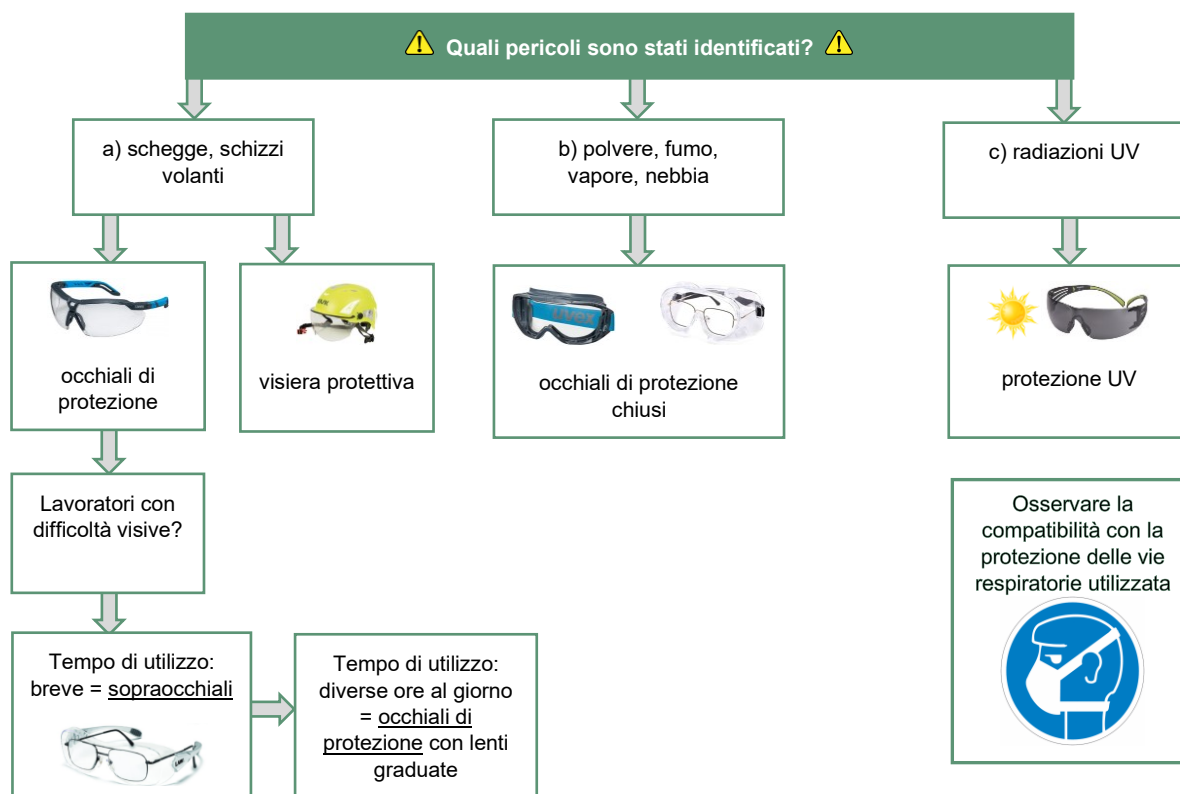 Quali pericoli sono stati identificati?
a) schegge, schizzi
volanti
b) polvere, fumo,
vapore, nebbia
c) radiazioni UV
occhiali di
protezione
visiera protettiva
uvex
occhiali di protezione
chiusi
protezione UV
Lavoratori con
difficoltà visive?
Tempo di utilizzo:
breve = sopraocchiali
Tempo di utilizzo:
diverse ore al giorno
= occhiali di
protezione con lenti
graduate
Osservare la
compatibilità con la
protezione delle vie
respiratorie utilizzata